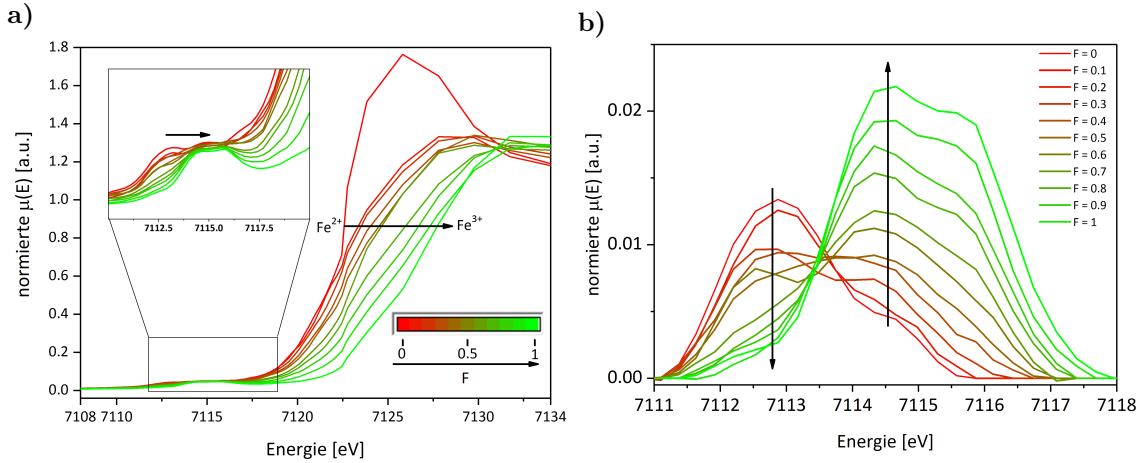 a)
normierte μ(E) [a.u.]
1.8
1.6
1.4
1.2
1.0
0.8
0.6
0.4
0.2
0.0
7112.5 7115.0 7117.5
Fe²⁺ Fe³⁺
0 0.5 1
F
7108 7110 7115 7120 7125 7130 7134
Energie [eV]
b)
normierte μ(E) [a.u.]
0.02
0.01
0.00
F = 0
F = 0.1
F = 0.2
F = 0.3
F = 0.4
F = 0.5
F = 0.6
F = 0.7
F = 0.8
F = 0.9
F = 1
7111 7112 7113 7114 7115 7116 7117 7118
Energie [eV]